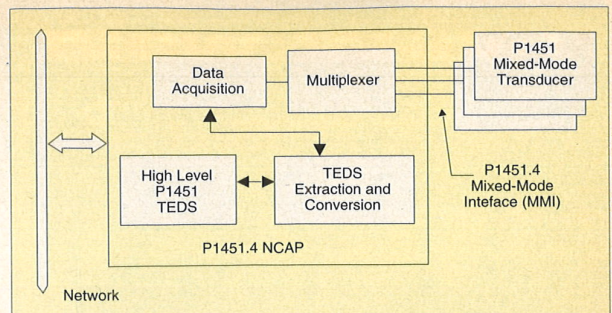 P1451
Mixed-Mode
Transducer
Data
Acquisition
Multiplexer
High Level
P1451
TEDS
TEDS
Extraction and
Conversion
P1451.4
Mixed-Mode
Inteface (MMI)
P1451.4 NCAP
Network